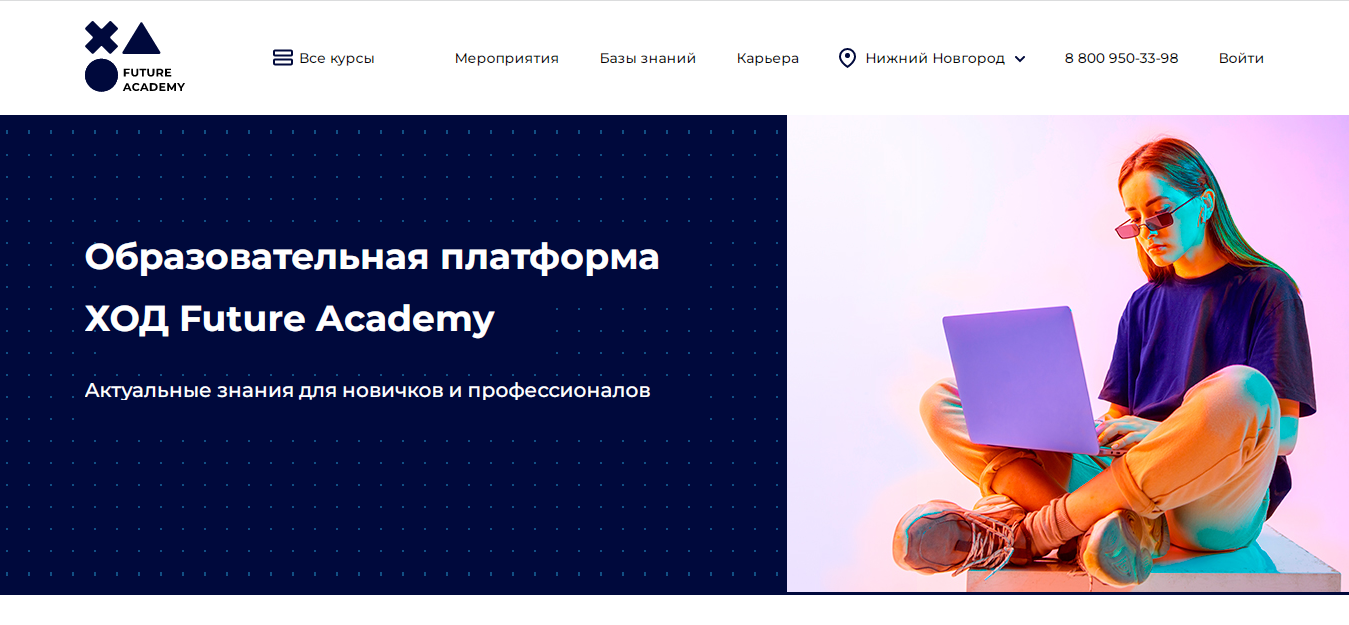 FUTURE
ACADEMY
Все курсы
Мероприятия
Базы знаний
Карьера
Нижний Новгород
8 800 950-33-98
Войти
Образовательная платформа
ХОД Future Academy
Актуальные знания для новичков и профессионалов